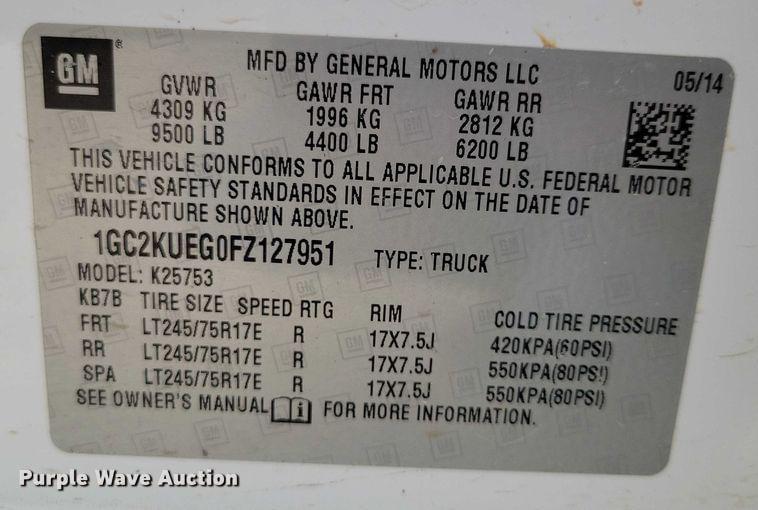 GM ®
MFD BY GENERAL MOTORS LLC
05/14
GVWR GAWR FRT GAWR RR
4309 KG 1996 KG 2812 KG
9500 LB 4400 LB 6200 LB
THIS VEHICLE CONFORMS TO ALL APPLICABLE U.S. FEDERAL MOTOR
VEHICLE SAFETY STANDARDS IN EFFECT ON THE DATE OF
MANUFACTURE SHOWN ABOVE.
1GC2KUEG0FZ127951 TYPE: TRUCK
MODEL: K25753
KB7B TIRE SIZE SPEED RTG RIM COLD TIRE PRESSURE
FRT LT245/75R17E R 17X7.5J 420KPA(60PSI)
RR LT245/75R17E R 17X7.5J 550KPA(80PSI)
SPA LT245/75R17E R 17X7.5J 550KPA(80PSI)
SEE OWNER'S MANUAL i FOR MORE INFORMATION.
Purple Wave Auction